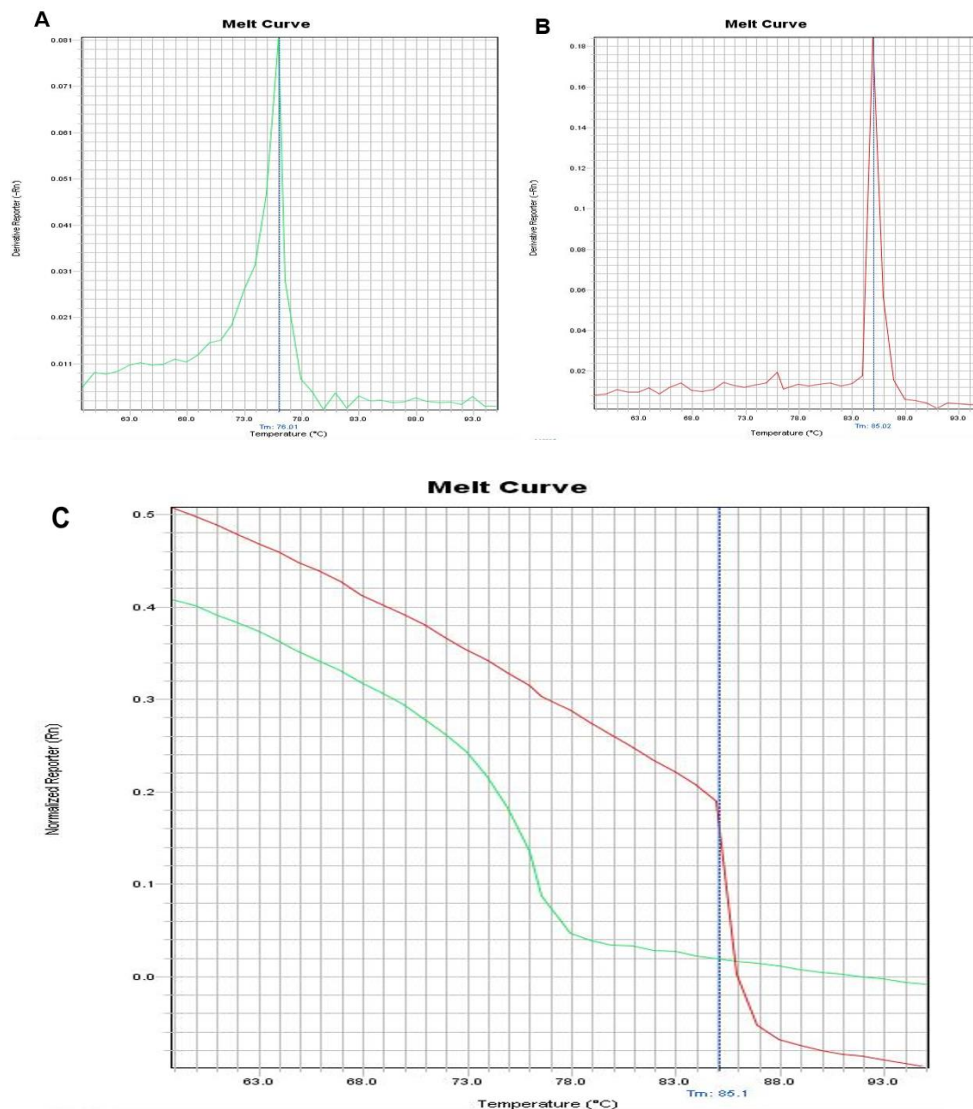 A
Melt Curve
0.081
0.071
0.061
0.051
0.041
0.031
0.021
0.011
Derivative Reporter (-Rn)
63.0 68.0 73.0 78.0 83.0 88.0 93.0
Tm: 76.01
Temperature (°C)
B
Melt Curve
0.18
0.16
0.14
0.12
0.1
0.08
0.06
0.04
0.02
Derivative Reporter (-Rn)
63.0 68.0 73.0 78.0 83.0 88.0 93.0
Tm: 85.02
Temperature (°C)
C
Melt Curve
0.5
0.4
0.3
0.2
0.1
0.0
Normalized Reporter (Rn)
63.0 68.0 73.0 78.0 83.0 88.0 93.0
Tm: 85.1
Temperature (°C)